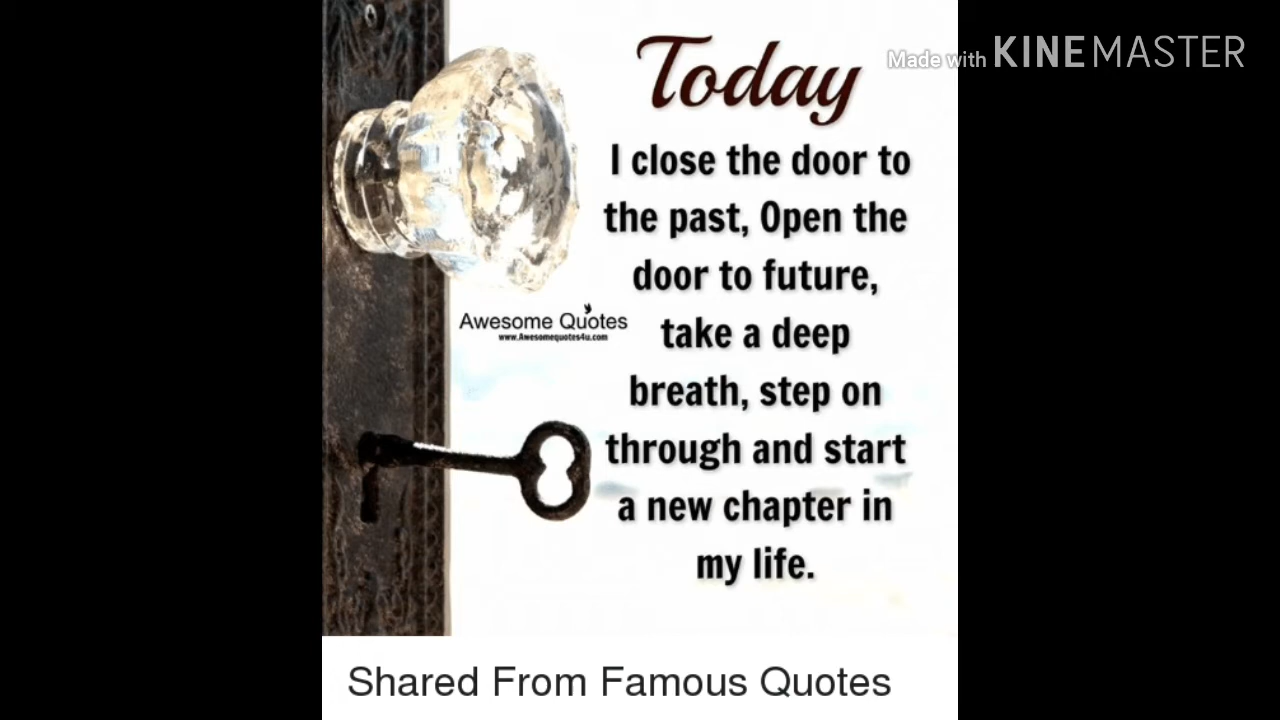 Made with KINEMASTER
Today
I close the door to
the past, Open the
door to future,
take a deep
breath, step on
through and start
a new chapter in
my life.
Awesome Quotes
www.Awesomequotes4u.com
Shared From Famous Quotes